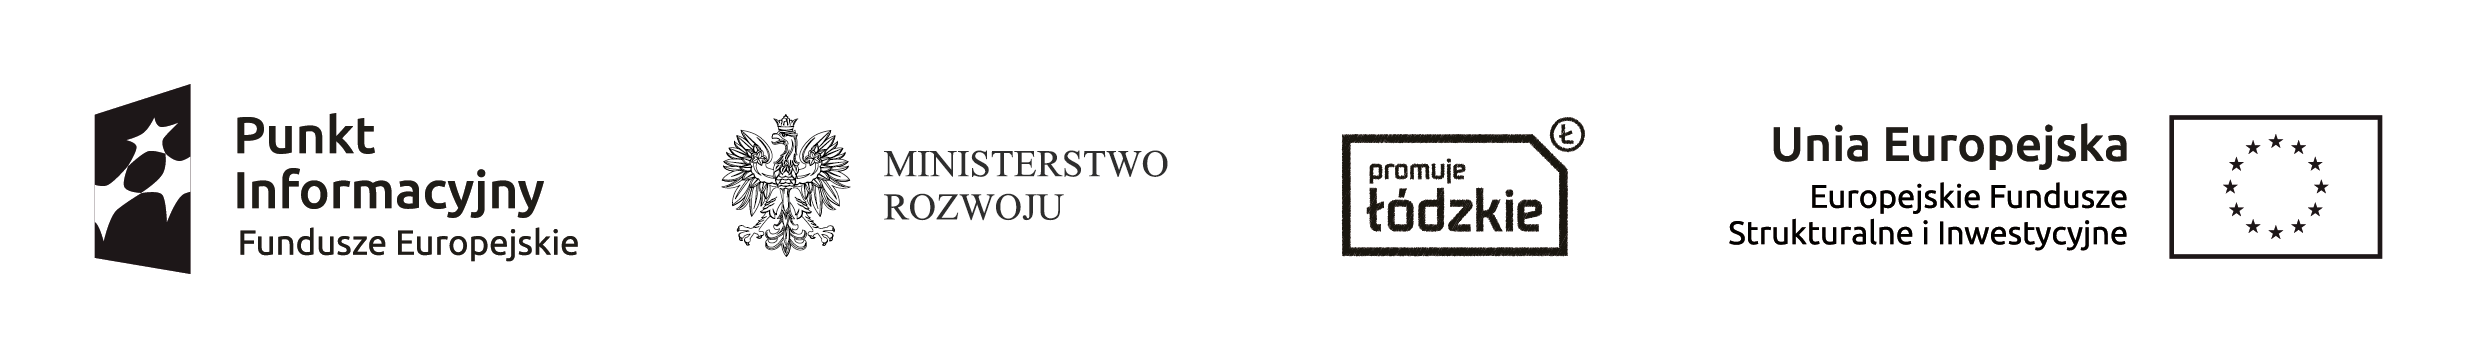 Punkt
Informacyjny
Fundusze Europejskie
MINISTERSTWO
ROZWOJU
promuje
łódzkie
Ł
Unia Europejska
Europejskie Fundusze
Strukturalne i Inwestycyjne